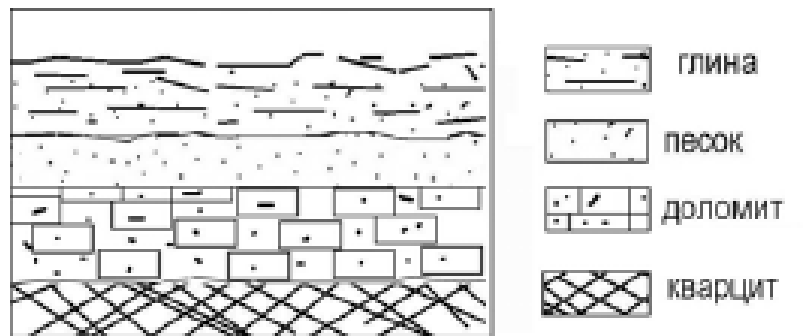 глина
песок
доломит
кварцит